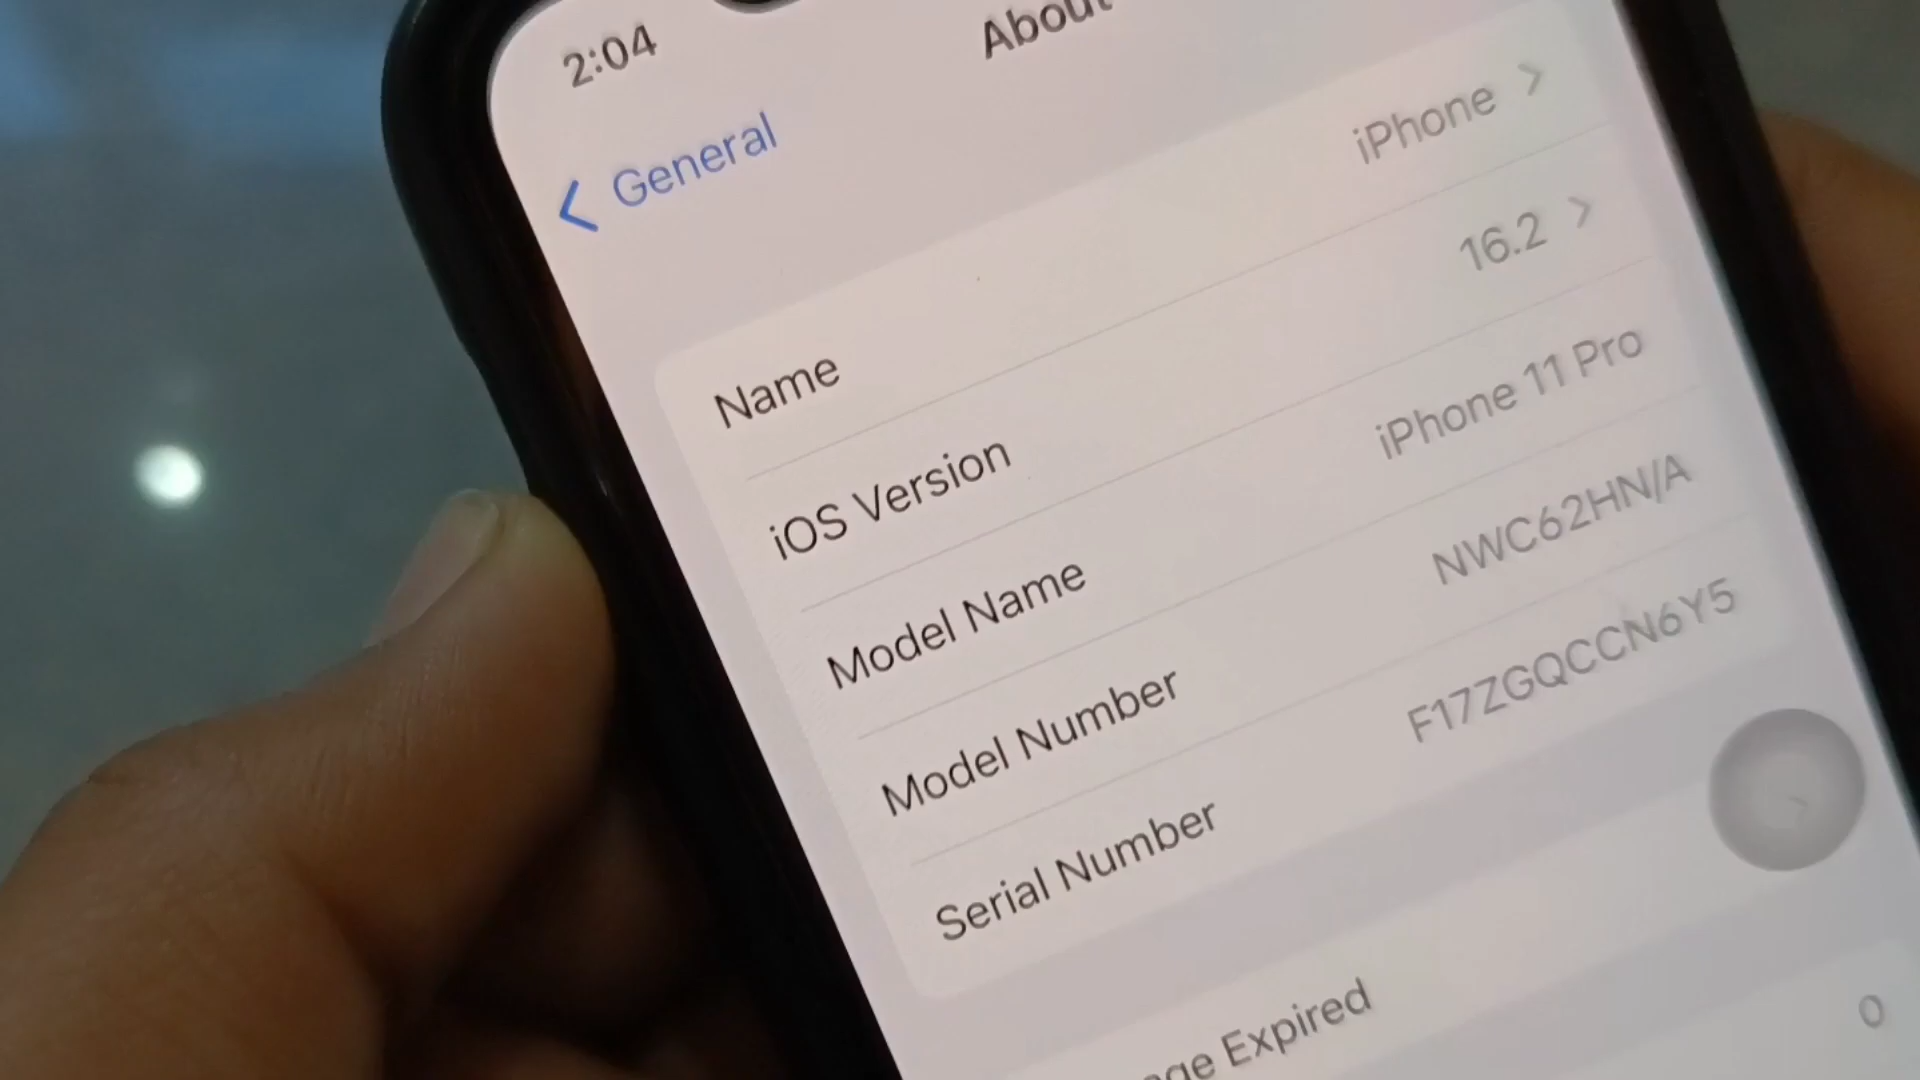 2:04
About
General
Name iPhone
iOS Version 16.2
Model Name iPhone 11 Pro
Model Number NWC62HN/A
Serial Number F17ZGQCCN6Y5
Expired
0